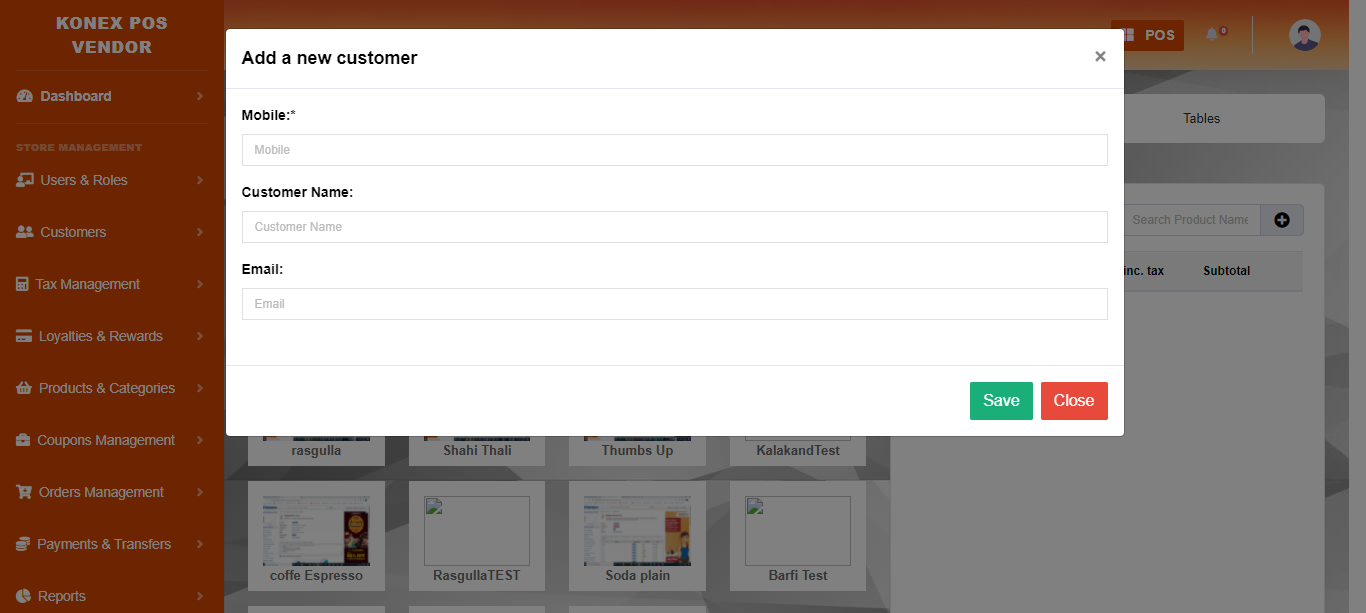 KONEX POS
VENDOR
Dashboard
STORE MANAGEMENT
Users & Roles
Customers
Tax Management
Loyalties & Rewards
Products & Categories
Coupons Management
Orders Management
Payments & Transfers
Reports
POS
0
Tables
Search Product Name
inc. tax
Subtotal
Add a new customer
×
Mobile:*
Mobile
Customer Name:
Customer Name
Email:
Email
Save
Close
rasgulla
Shahi Thali
Thumbs Up
KalakandTest
coffe Espresso
RasgullaTEST
Soda plain
Barfi Test